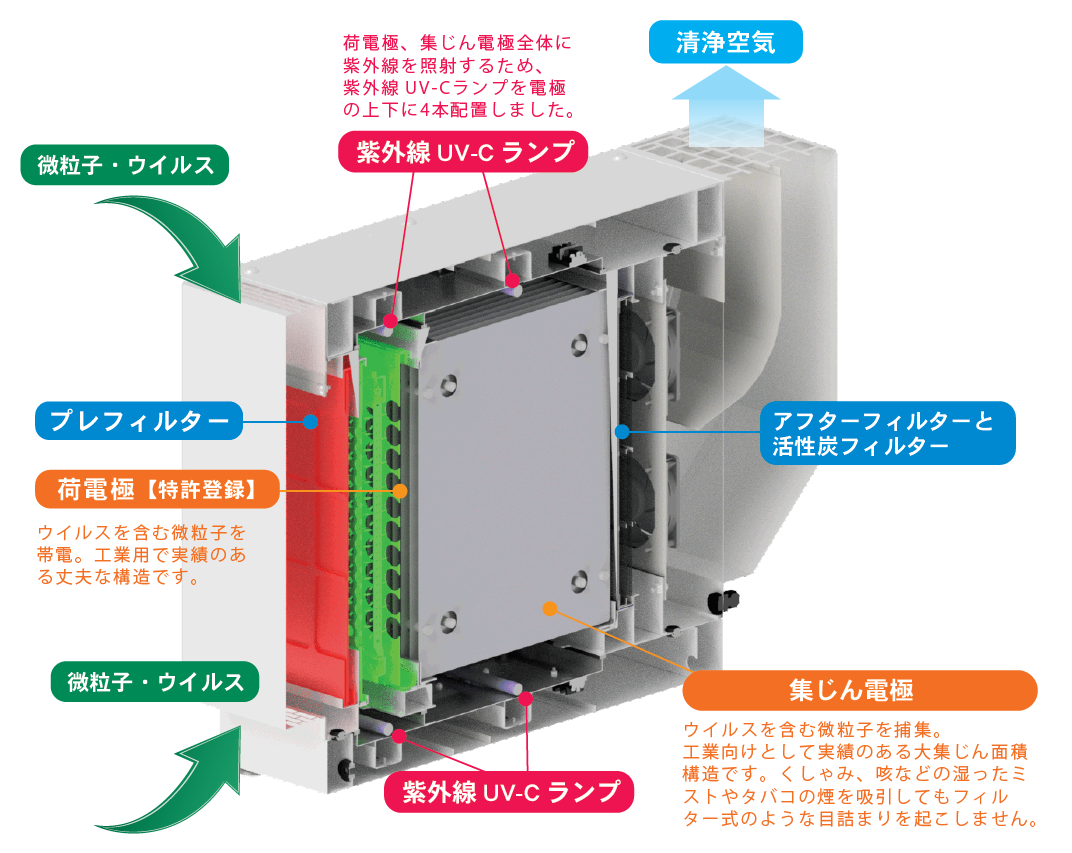 荷電極、集じん電極全体に
紫外線を照射するため、
紫外線 UV-Cランプを電極
の上下に4本配置しました。
紫外線 UV-C ランプ
清浄空気
微粒子・ウイルス
プレフィルター
アフターフィルターと
活性炭フィルター
荷電極【特許登録】
ウイルスを含む微粒子を
帯電。工業用で実績のあ
る丈夫な構造です。
微粒子・ウイルス
集じん電極
ウイルスを含む微粒子を捕集。
工業向けとして実績のある大集じん面積
構造です。くしゃみ、咳などの湿ったミ
ストやタバコの煙を吸引してもフィル
ター式のような目詰まりを起こしません。
紫外線 UV-C ランプ